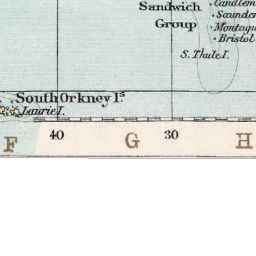 Sandwich
Group
Candlem
Saunder
Montagu
Bristol
S. Thule I.
South Orkney Iˢ
Laurie I.
40
30
F
G
H